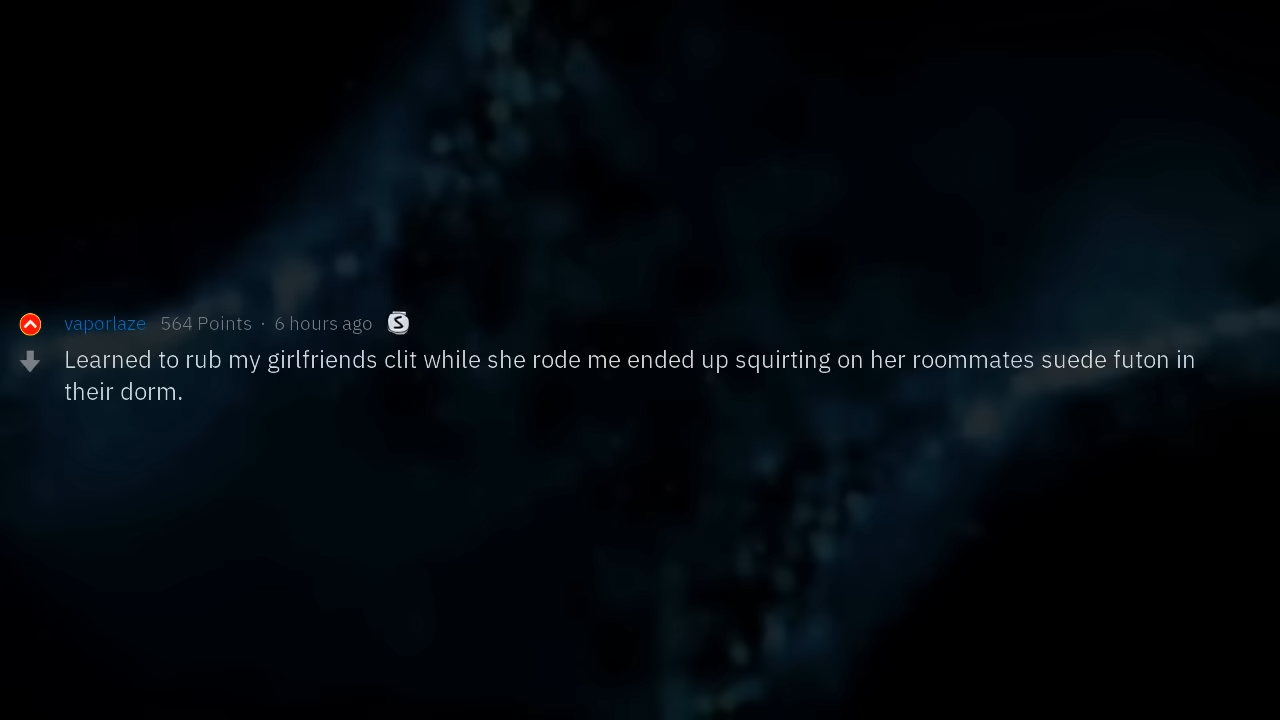 vaporlaze 564 Points · 6 hours ago S
Learned to rub my girlfriends clit while she rode me ended up squirting on her roommates suede futon in
their dorm.